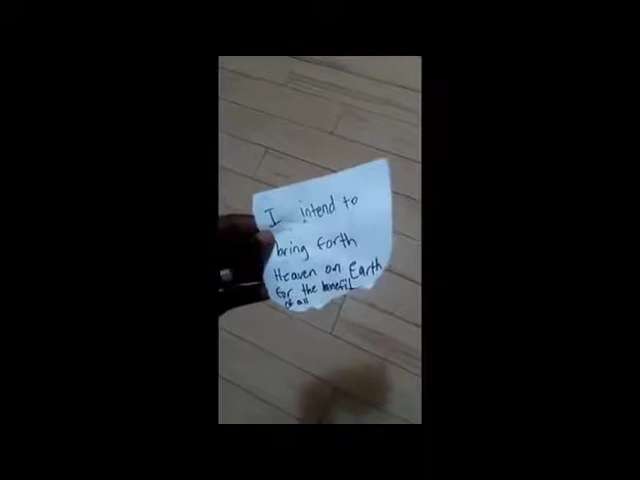 I intend to
bring forth
Heaven on Earth
for the benefit
of all